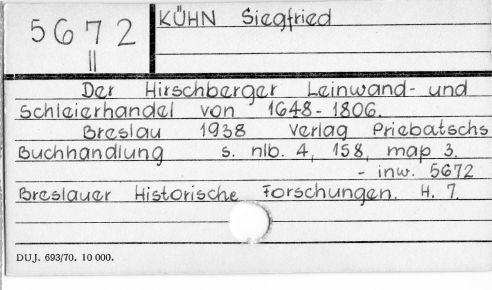 5672
II
KÜHN Siegfried
Der Hirschberger Leinwand- und
Schleierhandel von 1648-1806.
Breslau 1938 Verlag Priebatschs
Buchhandlung s. nlb. 4, 158, map 3.
- inw. 5672
Breslauer Historische Forschungen. H. 7.
DUJ. 693/70. 10 000.